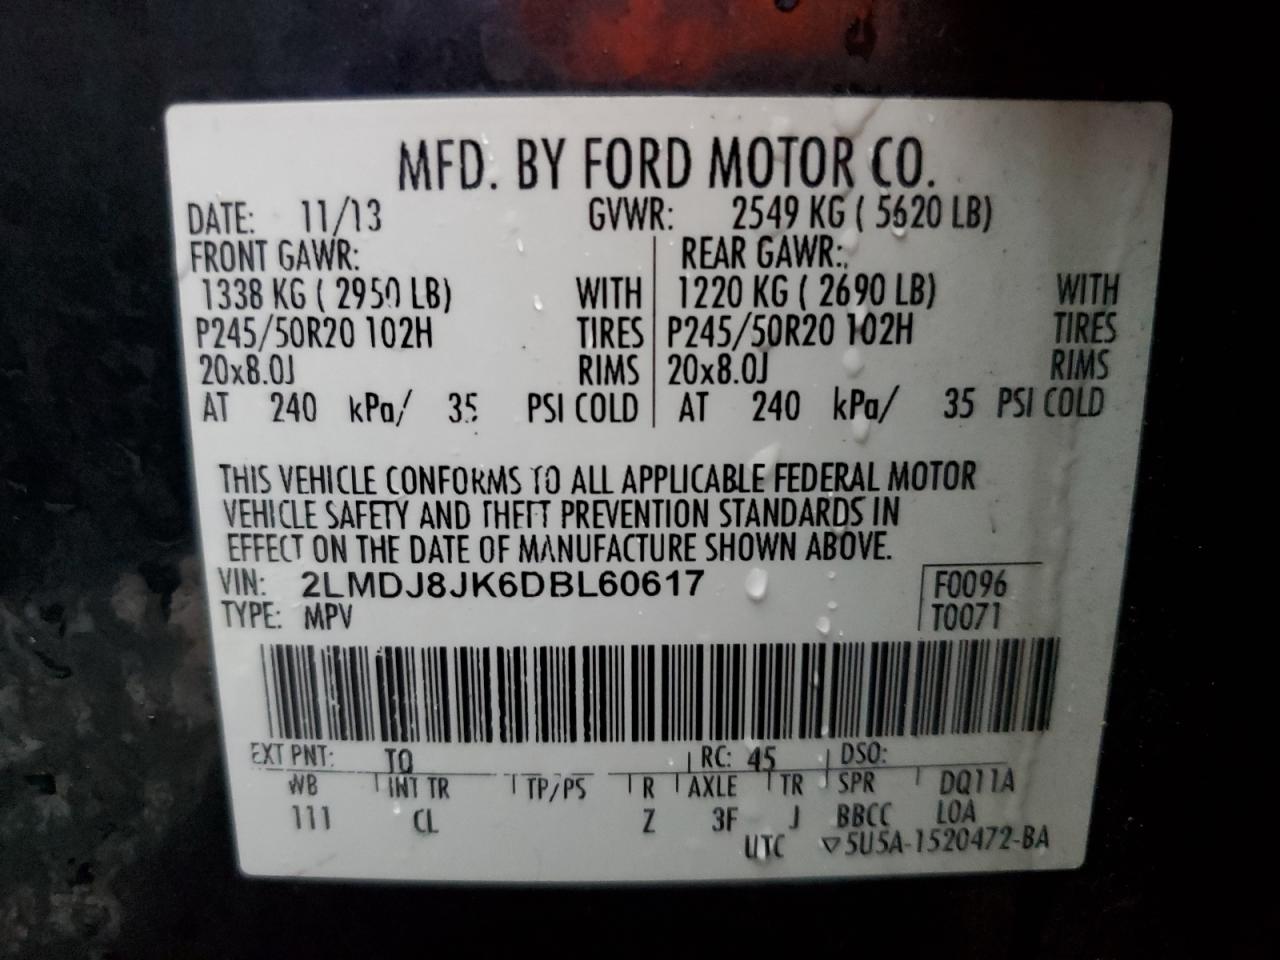 MFD. BY FORD MOTOR CO.
DATE: 11/13 GVWR: 2549 KG ( 5620 LB)
FRONT GAWR: REAR GAWR:
1338 KG ( 2950 LB) WITH 1220 KG ( 2690 LB) WITH
P245/50R20 102H TIRES P245/50R20 102H TIRES
20x8.0J RIMS 20x8.0J RIMS
AT 240 kPa/ 35 PSI COLD AT 240 kPa/ 35 PSI COLD
THIS VEHICLE CONFORMS TO ALL APPLICABLE FEDERAL MOTOR
VEHICLE SAFETY AND THEFT PREVENTION STANDARDS IN
EFFECT ON THE DATE OF MANUFACTURE SHOWN ABOVE.
VIN: 2LMDJ8JK6DBL60617 F0096
TYPE: MPV T0071
EXT PNT: TQ RC: 45 DSO:
WB INT TR TP/PS R AXLE TR SPR DQ11A
111 CL Z 3F J BBCC LOA
UTC ▽5U5A-1520472-BA